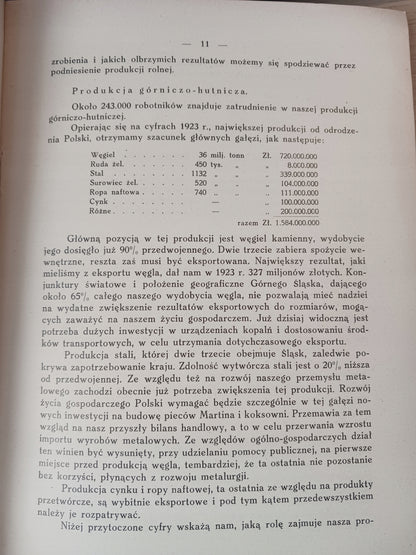 — 11 —
zrobienia i jakich olbrzymich rezultatów możemy się spodziewać przez
podniesienie produkcji rolnej.
Produkcja górniczo-hutnicza.
Około 243.000 robotników znajduje zatrudnienie w naszej produkcji
górniczo-hutniczej.
Opierając się na cyfrach 1923 r., największej produkcji od odrodze-
nia Polski, otrzymamy szacunek głównych gałęzi, jak następuje:
Węgiel . . . . . . . 36 milj. tonn Zł. 720.000.000
Ruda żel. . . . . . . 450 tys. „ „ 8.000.000
Stal . . . . . . . 1132 „ „ „ 339.000.000
Surowiec żel. . . . . . 520 „ „ „ 104.000.000
Ropa naftowa . . . . . 740 „ „ „ 111.000.000
Cynk . . . . . . . — „ 100.000.000
Różne . . . . . . . — „ 200.000.000
razem Zł. 1.584.000.000
Główną pozycją w tej produkcji jest węgiel kamienny, wydobycie
jego dosięgło już 90% przedwojennego. Dwie trzecie zabiera spożycie we-
wnętrzne, reszta zaś musi być eksportowana. Największy rezultat, jaki
mieliśmy z eksportu węgla, dał nam w 1923 r. 327 miljonów złotych. Kon-
junktury światowe i położenie geograficzne Górnego Śląska, dającego
około 65% całego naszego wydobycia węgla, nie pozwalają mieć nadziei
na wydatne zwiększenie rezultatów eksportowych do rozmiarów, mogą-
cych zaważyć na naszem życiu gospodarczem. Już dzisiaj widoczną jest
potrzeba dużych inwestycji w urządzeniach kopalń i dostosowaniu środ-
ków transportowych, w celu utrzymania dotychczasowego eksportu.
Produkcja stali, której dwie trzecie obejmuje Śląsk, zaledwie po-
krywa zapotrzebowanie kraju. Zdolność wytwórcza stali jest o 20% niższa
od przedwojennej. Ze względu też na rozwój naszego przemysłu meta-
lowego zachodzi obecnie już potrzeba zwiększenia tej produkcji. Rozwój
życia gospodarczego Polski wymagać będzie szczególnie w tej gałęzi no-
wych inwestycji na budowę pieców Martina i koksowni. Przemawia za tem
wzgląd na nasz przyszły bilans handlowy, a to w celu przerwania wzrostu
importu wyrobów metalowych. Ze względów ogólno-gospodarczych dział
ten winien być wysunięty, przy udzielaniu pomocy publicznej, na pierwsze
miejsce przed produkcją węgla, tembardziej, że ta ostatnia nie pozostanie
bez korzyści, płynących z rozwoju metalurgji.
Produkcja cynku i ropy naftowej, ta ostatnia ze względu na produkty
przetwórcze, są wybitnie eksportowe i pod tym kątem przedewszystkiem
należy je rozpatrywać.
Niżej przytoczone cyfry wskażą nam, jaką rolę zajmuje nasza pro-